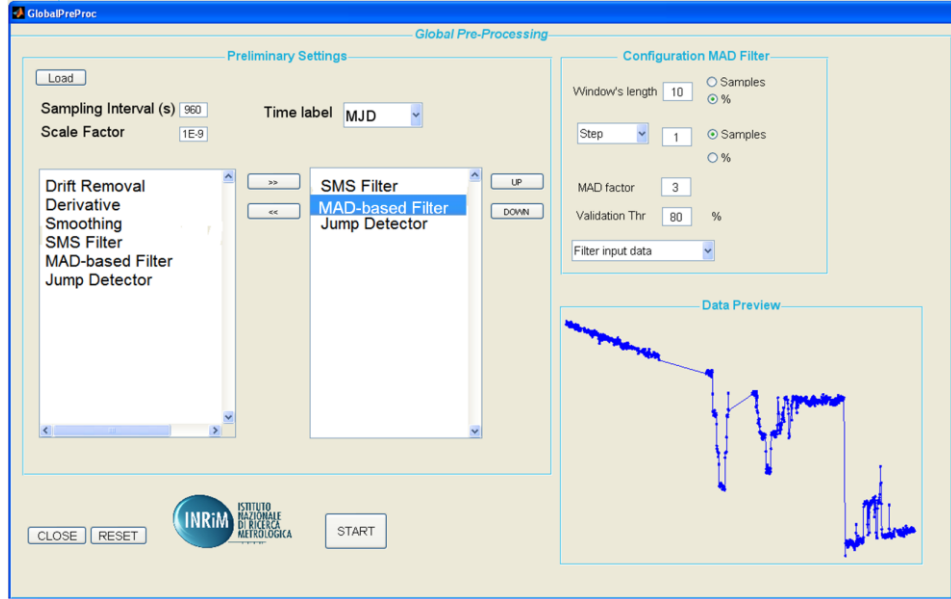 GlobalPreProc
Global Pre-Processing
Preliminary Settings
Load
Sampling Interval (s) 960
Time label MJD
Scale Factor 1E-9
Drift Removal
Derivative
Smoothing
SMS Filter
MAD-based Filter
Jump Detector
>>
<<
SMS Filter
MAD-based Filter
Jump Detector
UP
DOWN
Configuration MAD Filter
Window's length 10
Samples
%
Step 1
Samples
%
MAD factor 3
Validation Thr 80 %
Filter input data
Data Preview
CLOSE
RESET
INRiM
ISTITUTO
NAZIONALE
DI RICERCA
METROLOGICA
START